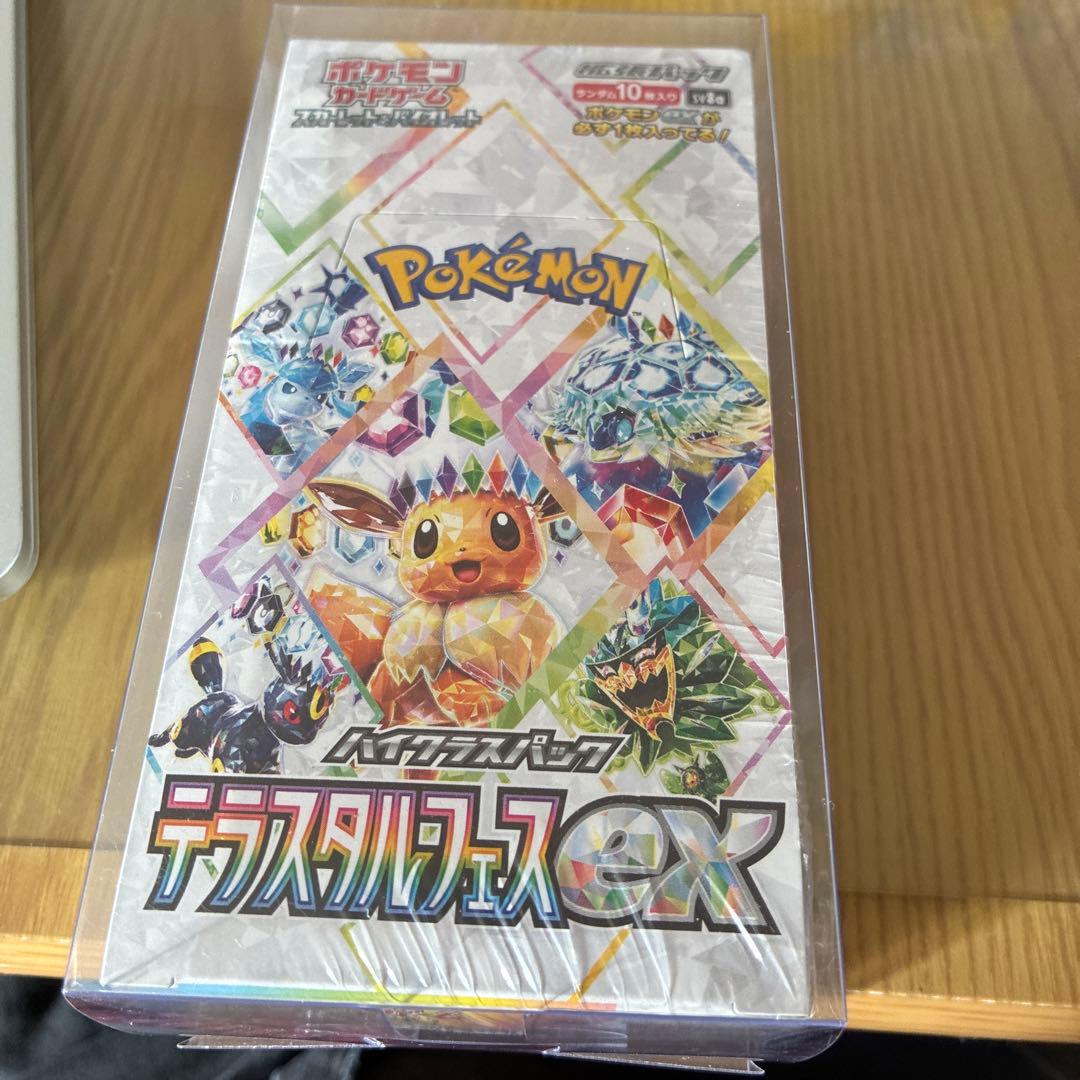 ポケモン
カードゲーム
スカーレット&バイオレット
拡張パック
ランダム10枚入り SV8a
ポケモンexが
必ず1枚入ってる!
POKéMON
TM
ハイクラスパック
テラスタルフェスex